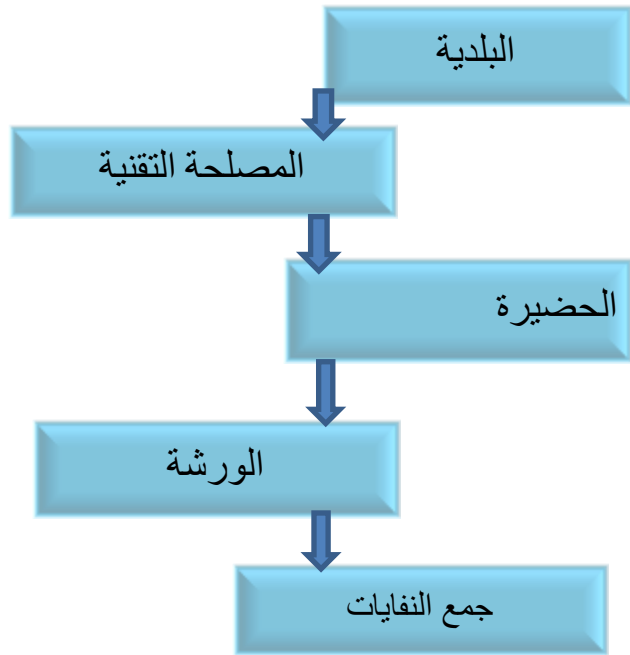 البلدية
المصلحة التقنية
الحضيرة
الورشة
جمع النفايات